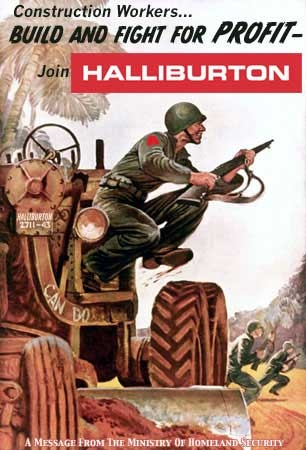 Construction Workers...
BUILD AND FIGHT FOR PROFIT-
Join HALLIBURTON
HALLIBURTON
2711-43
CAN DO
A Message From The Ministry Of Homeland Security